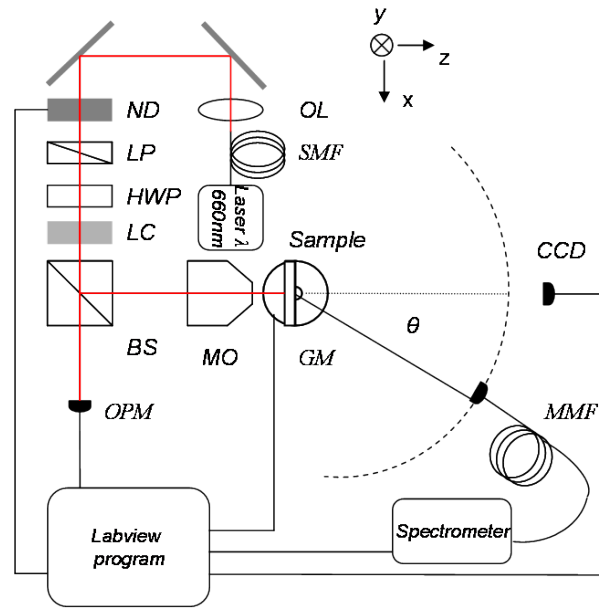 y
z
x
ND
OL
LP
SMF
HWP
Laser λ
660nm
LC
Sample
CCD
θ
BS
MO
GM
OPM
MMF
Labview
program
Spectrometer